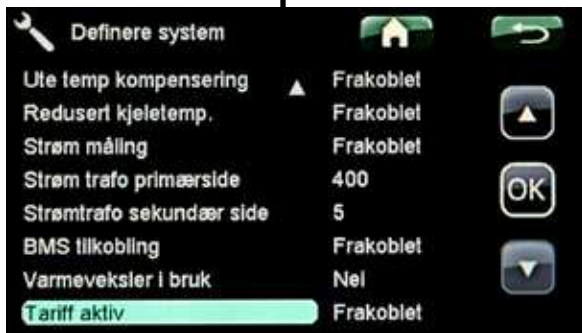 Definere system
Ute temp kompensering Frakoblet
Redusert kjeletemp. Frakoblet
Strøm måling Frakoblet
Strøm trafo primærside 400
Strømtrafo sekundær side 5
BMS tilkobling Frakoblet
Varmeveksler i bruk Nei
Tariff aktiv Frakoblet
OK